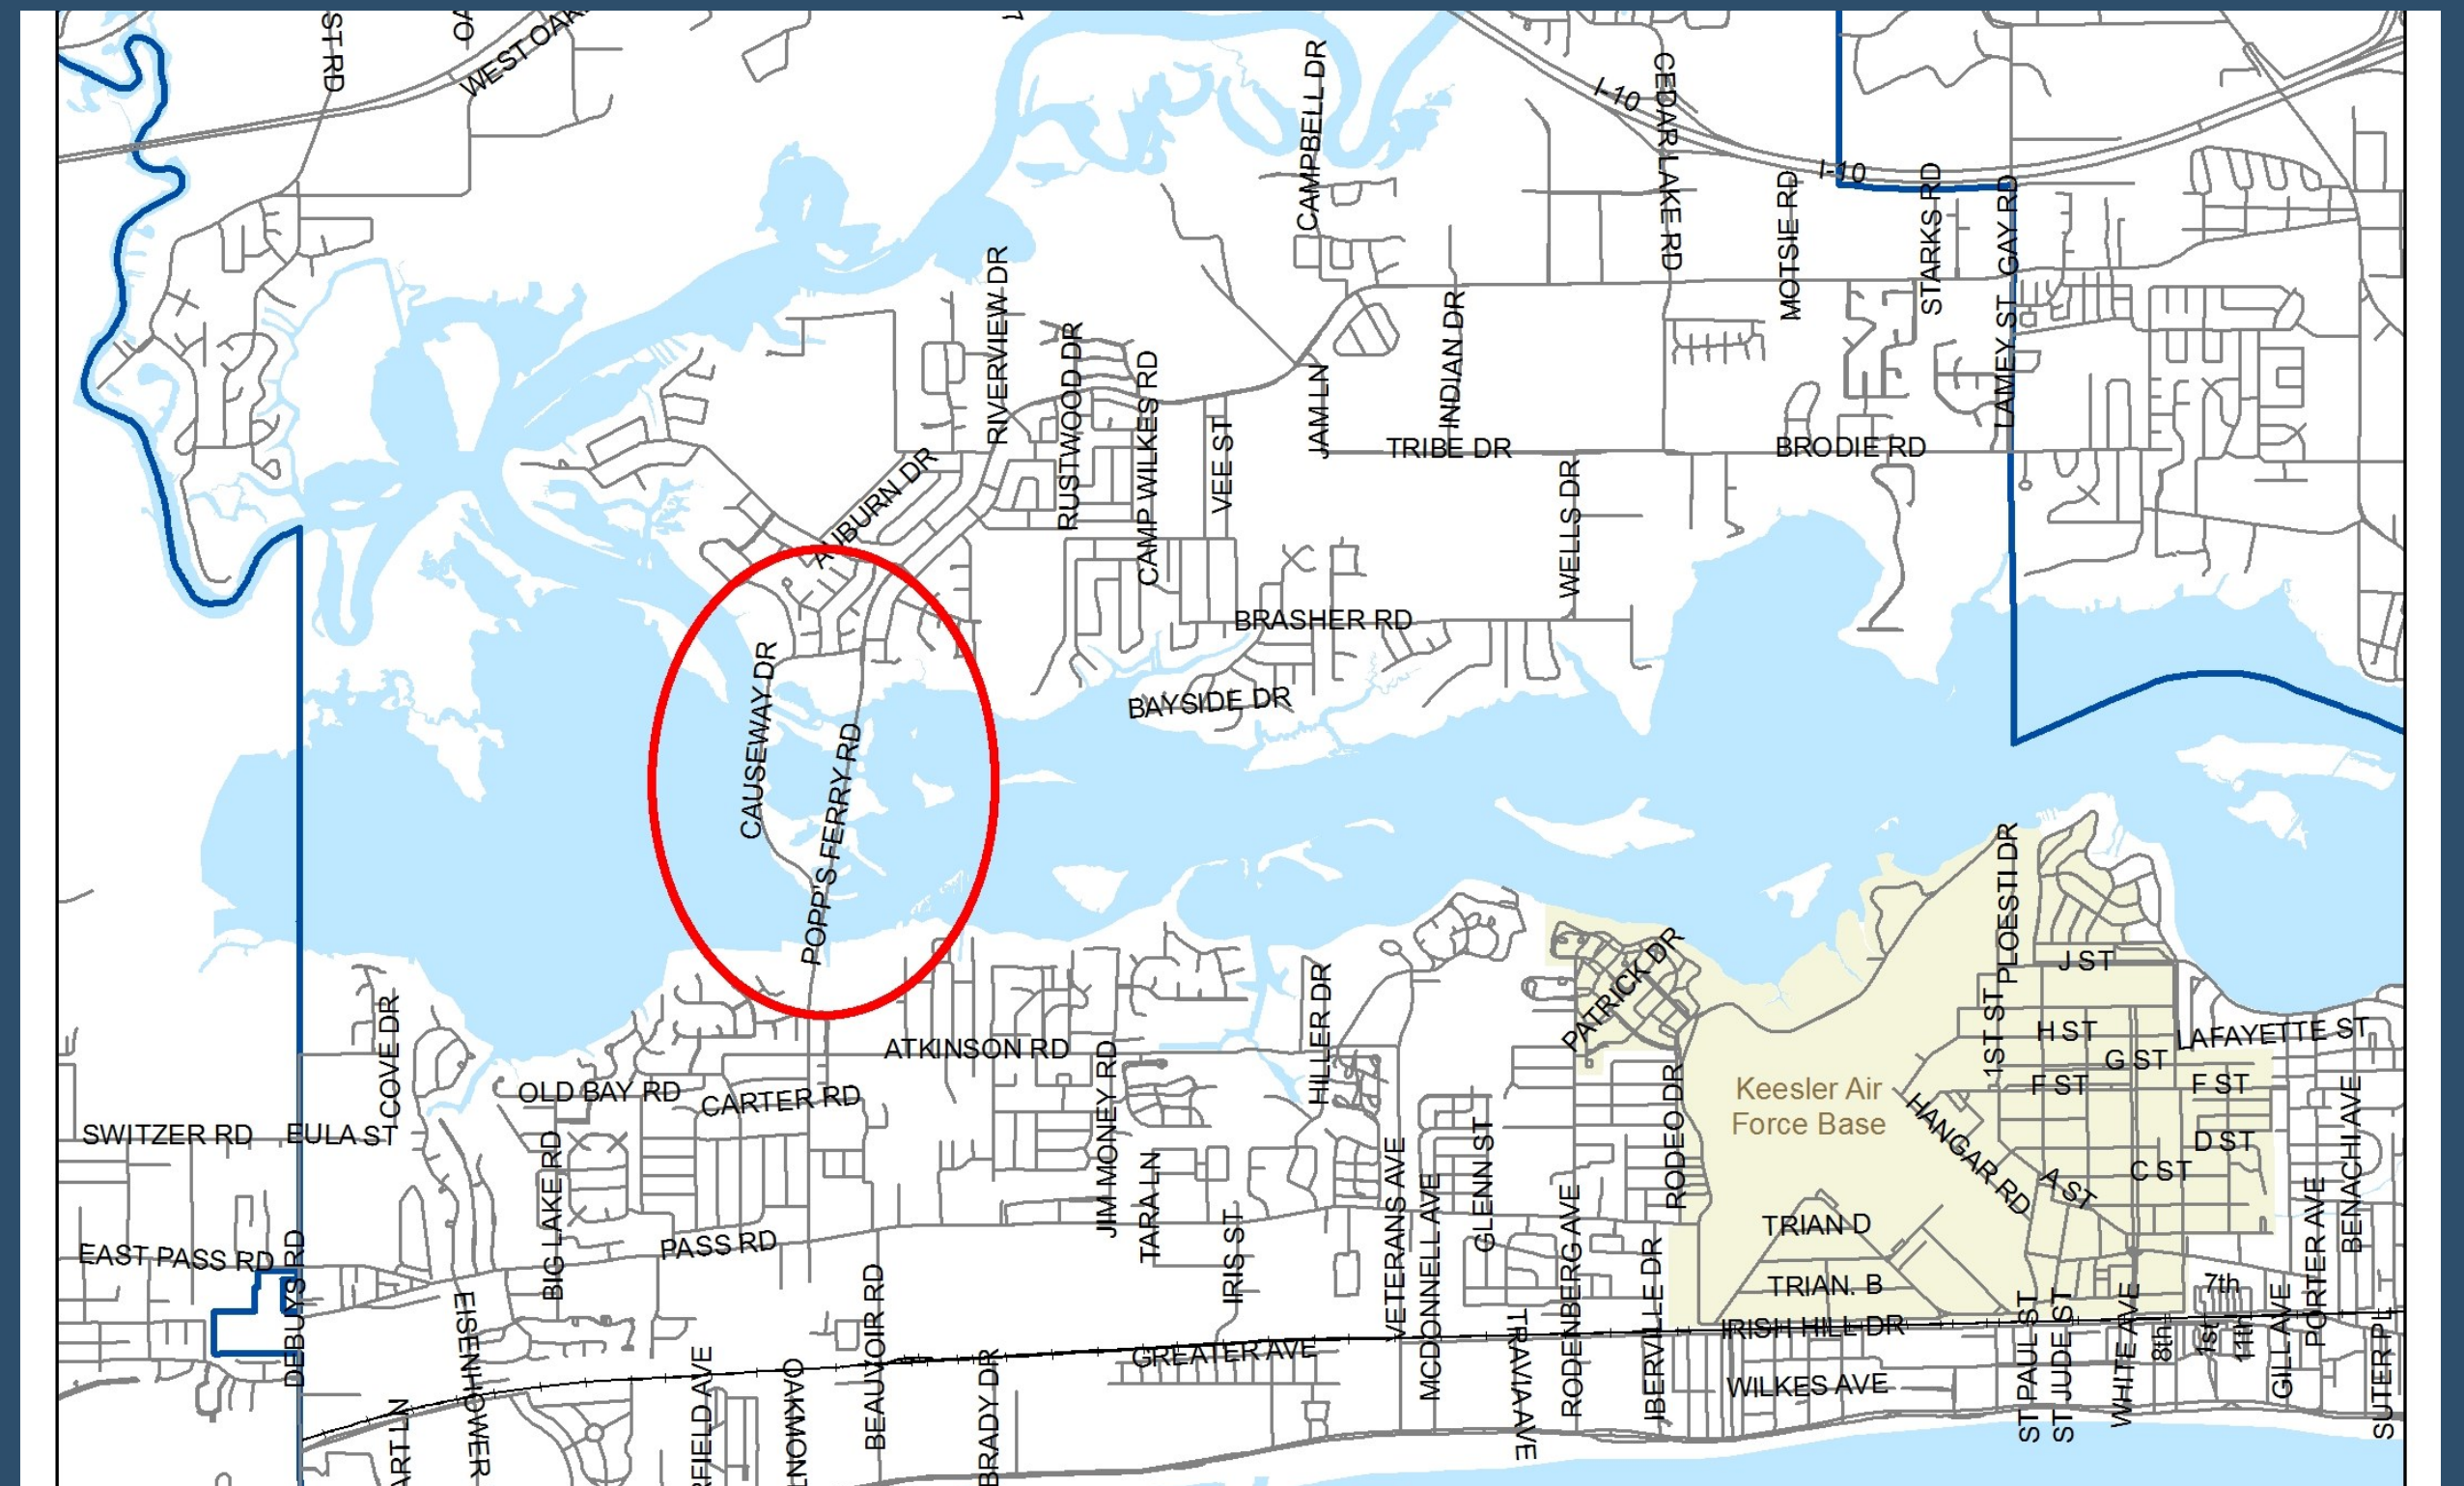 ST RD
WEST OAK
CAMPBELL DR
I-10
CEDAR LAKE RD
I-10
MOTSIE RD
STARKS RD
GAY RD
LAMEY ST
RIVERVIEW DR
RUSTWOOD DR
CAMP WILKES RD
VEE ST
JAM LN
INDIAN DR
TRIBE DR
BRODIE RD
WELLS DR
AUBURN DR
BRASHER RD
BAYSIDE DR
CAUSEWAY DR
POPP'S FERRY RD
PLOESTI DR
PATRICK DR
J ST
1ST ST
H ST
LAFAYETTE ST
G ST
F ST
F ST
COVE DR
ATKINSON RD
HILLER DR
OLD BAY RD
CARTER RD
JIM MONEY RD
Keesler Air
Force Base
HANGAR RD
RODEO DR
BENACHI AVE
SWITZER RD
EULA ST
D ST
C ST
A ST
BIG LAKE RD
TARA LN
VETERANS AVE
MCDONNELL AVE
GLENN ST
RODENBERG AVE
PORTER AVE
TRIAN D
EAST PASS RD
PASS RD
DEBUYS RD
IRIS ST
IBERVILLE DR
TRIAN. B
7th
EISENHOWER
BEAUVOIR RD
TRAVIA AVE
IRISH HILL DR
ST PAUL ST
ST JUDE ST
WHITE AVE
8th
1st
11th
GILL AVE
SUTER PL
GREATER AVE
WILKES AVE
ART LN
RFIELD AVE
OAKMONT
BRADY DR